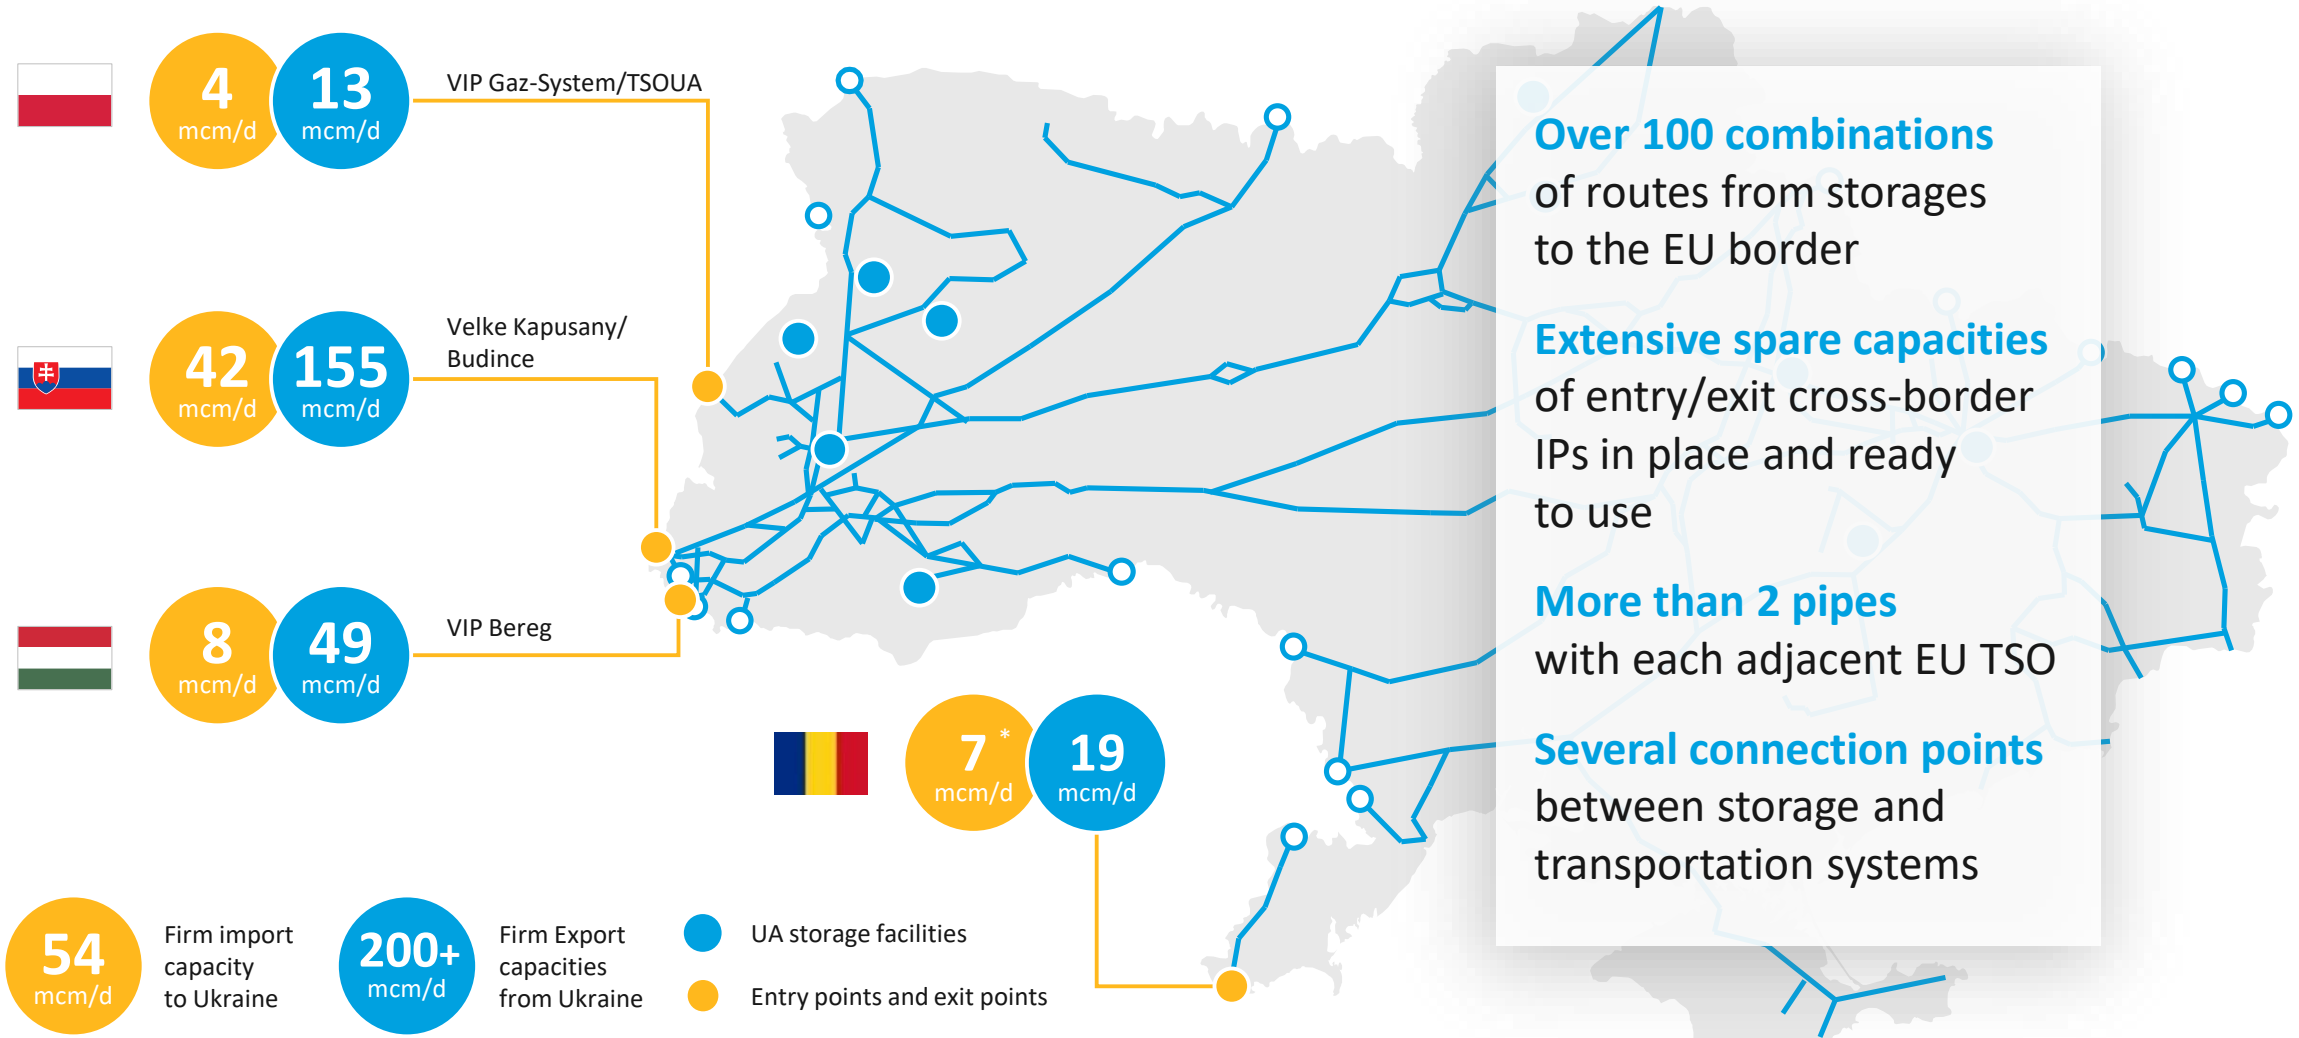 4
mcm/d
13
mcm/d
VIP Gaz-System/TSOUA
42
mcm/d
155
mcm/d
Velke Kapusany/
Budince
8
mcm/d
49
mcm/d
VIP Bereg
7 *
mcm/d
19
mcm/d
54
mcm/d
Firm import
capacity
to Ukraine
200+
mcm/d
Firm Export
capacities
from Ukraine
UA storage facilities
Entry points and exit points
Over 100 combinations
of routes from storages
to the EU border
Extensive spare capacities
of entry/exit cross-border
IPs in place and ready
to use
More than 2 pipes
with each adjacent EU TSO
Several connection points
between storage and
transportation systems